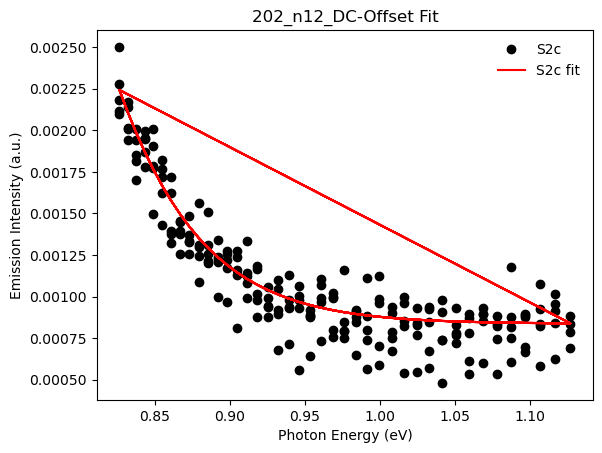 202_n12_DC-Offset Fit
S2c
S2c fit
Emission Intensity (a.u.)
0.00250
0.00225
0.00200
0.00175
0.00150
0.00125
0.00100
0.00075
0.00050
0.85 0.90 0.95 1.00 1.05 1.10
Photon Energy (eV)